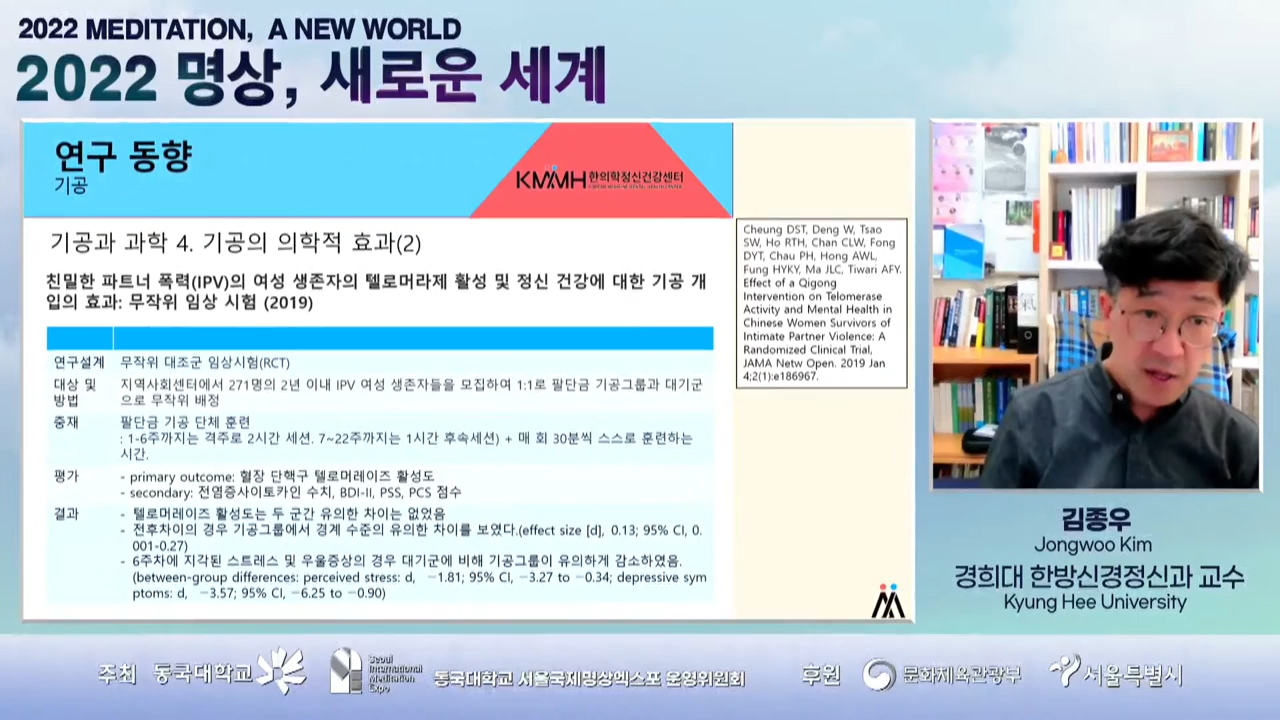 2022 MEDITATION, A NEW WORLD
2022 명상, 새로운 세계
연구 동향
기공
KMMH 한의학정신건강센터
기공과 과학 4. 기공의 의학적 효과(2)
친밀한 파트너 폭력(IPV)의 여성 생존자의 텔로머라제 활성 및 정신 건강에 대한 기공 개
입의 효과: 무작위 임상 시험 (2019)
연구설계 무작위 대조군 임상시험(RCT)
대상 및 지역사회센터에서 271명의 2년 이내 IPV 여성 생존자들을 모집하여 1:1로 팔단금 기공그룹과 대기군
방법 으로 무작위 배정
중재 팔단금 기공 단체 훈련
: 1-6주까지는 격주로 2시간 세션. 7~22주까지는 1시간 후속세션) + 매 회 30분씩 스스로 훈련하는
시간.
평가 - primary outcome: 혈장 단핵구 텔로머레이즈 활성도
- secondary: 전염증사이토카인 수치, BDI-II, PSS, PCS 점수
결과 - 텔로머레이즈 활성도는 두 군간 유의한 차이는 없었음
- 전후차이의 경우 기공그룹에서 경계 수준의 유의한 차이를 보였다.(effect size [d], 0.13; 95% CI, 0.
001-0.27)
- 6주차에 지각된 스트레스 및 우울증상의 경우 대기군에 비해 기공그룹이 유의하게 감소하였음.
(between-group differences: perceived stress: d, −1.81; 95% CI, −3.27 to −0.34; depressive sym
ptoms: d, −3.57; 95% CI, −6.25 to −0.90)
Cheung DST, Deng W, Tsao
SW, Ho RTH, Chan CLW, Fong
DYT, Chau PH, Hong AWL,
Fung HYKY, Ma JLC, Tiwari AFY.
Effect of a Qigong
Intervention on Telomerase
Activity and Mental Health in
Chinese Women Survivors of
Intimate Partner Violence: A
Randomized Clinical Trial,
JAMA Netw Open. 2019 Jan
4;2(1):e186967.
김종우
Jongwoo Kim
경희대 한방신경정신과 교수
Kyung Hee University
주최 동국대학교
Seoul
International
Meditation
Expo
동국대학교 서울국제명상엑스포 운영위원회
후원 문화체육관광부 서울특별시